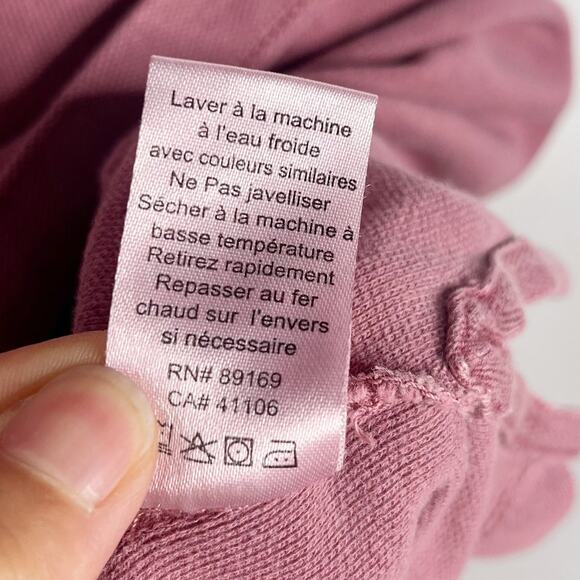 Laver à la machine
à l'eau froide
avec couleurs similaires
Ne Pas javelliser
Sécher à la machine à
basse température
Retirez rapidement
Repasser au fer
chaud sur l'envers
si nécessaire
RN# 89169
CA# 41106